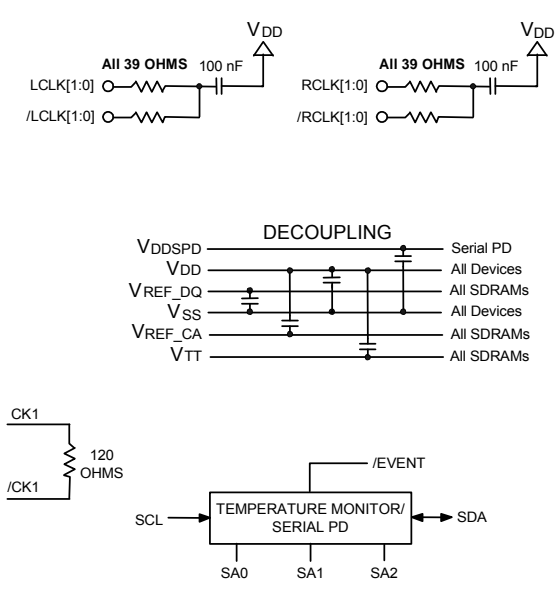 VDD
All 39 OHMS 100 nF
LCLK[1:0]
/LCLK[1:0]
VDD
All 39 OHMS 100 nF
RCLK[1:0]
/RCLK[1:0]
DECOUPLING
VDDSPD Serial PD
VDD All Devices
VREF_DQ All SDRAMs
VSS All Devices
VREF_CA All SDRAMs
VTT All SDRAMs
CK1
120
OHMS
/CK1
/EVENT
TEMPERATURE MONITOR/
SERIAL PD
SCL
SDA
SA0 SA1 SA2